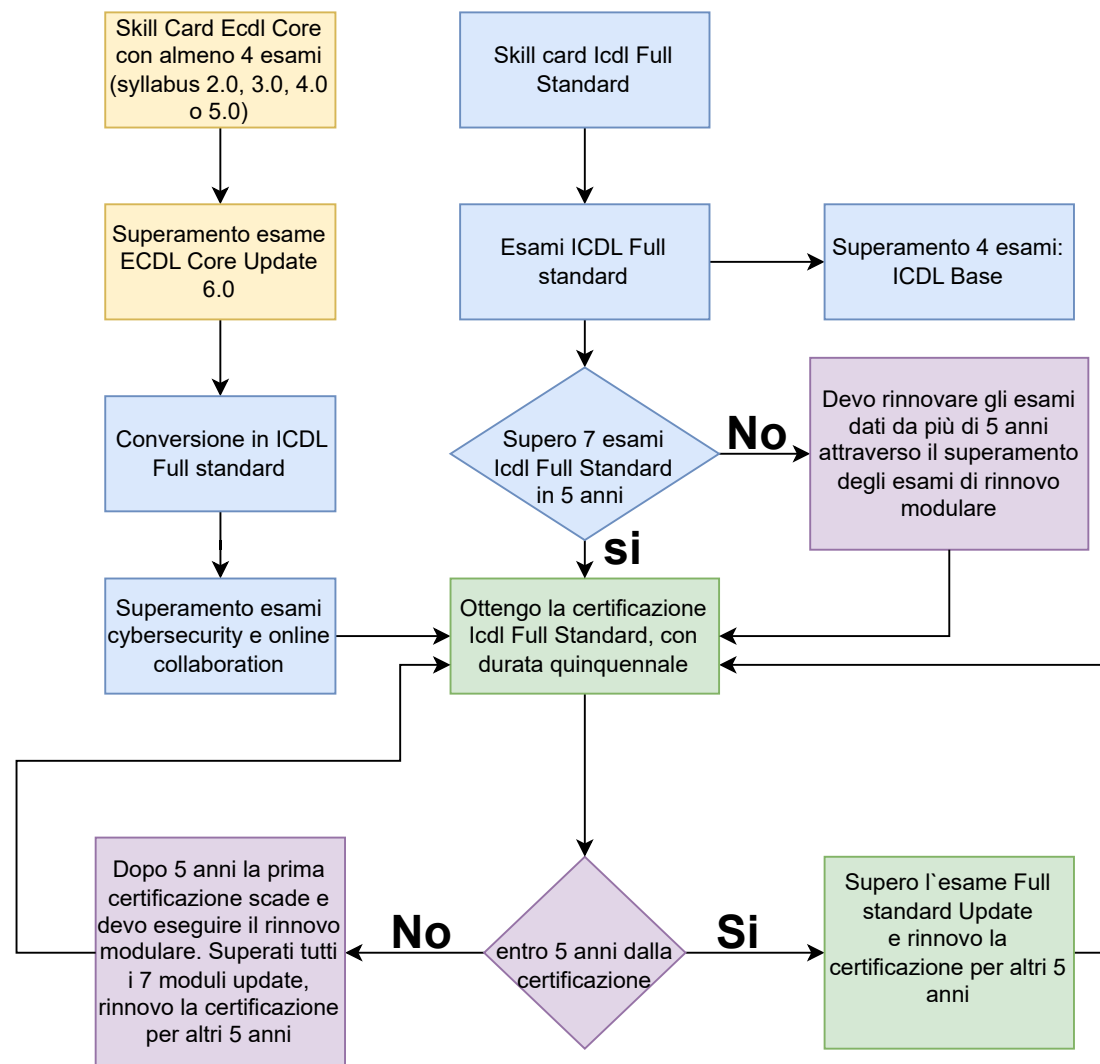 Skill Card Ecdl Core
con almeno 4 esami
(syllabus 2.0, 3.0, 4.0
o 5.0)
Skill card Icdl Full
Standard
Superamento esame
ECDL Core Update
6.0
Esami ICDL Full
standard
Superamento 4 esami:
ICDL Base
Conversione in ICDL
Full standard
Supero 7 esami
Icdl Full Standard
in 5 anni
No
Devo rinnovare gli esami
dati da più di 5 anni
attraverso il superamento
degli esami di rinnovo
modulare
si
Superamento esami
cybersecurity e online
collaboration
Ottengo la certificazione
Icdl Full Standard, con
durata quinquennale
Dopo 5 anni la prima
certificazione scade e
devo eseguire il rinnovo
modulare. Superati tutti
i 7 moduli update,
rinnovo la certificazione
per altri 5 anni
No
entro 5 anni dalla
certificazione
Si
Supero l`esame Full
standard Update
e rinnovo la
certificazione per altri 5
anni